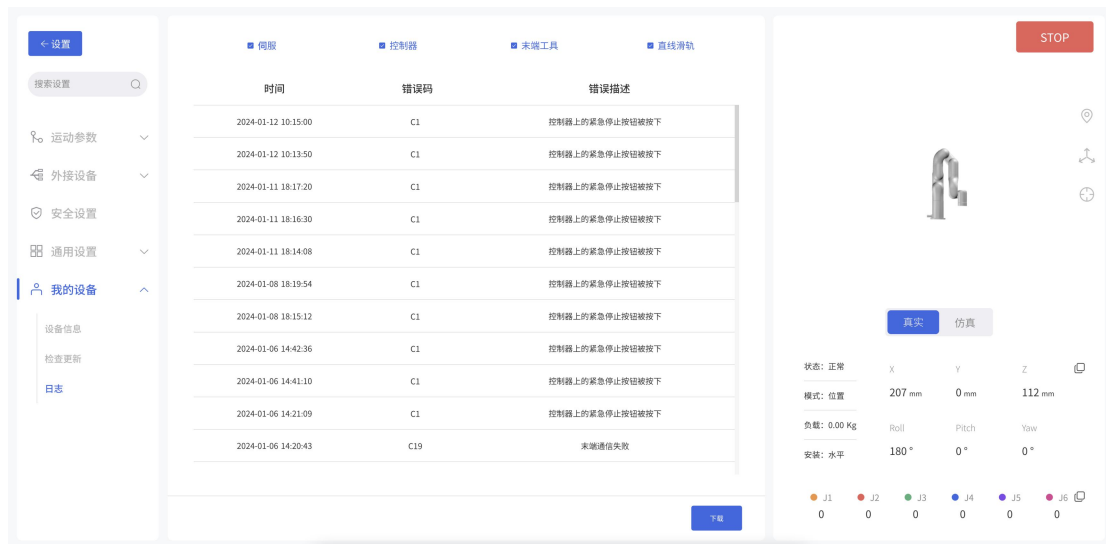 设置
搜索设置
运动参数
外接设备
安全设置
通用设置
我的设备
设备信息
检查更新
日志
伺服 控制器 末端工具 直线滑轨
时间 错误码 错误描述
2024-01-12 10:15:00 C1 控制器上的紧急停止按钮被按下
2024-01-12 10:13:50 C1 控制器上的紧急停止按钮被按下
2024-01-11 18:17:20 C1 控制器上的紧急停止按钮被按下
2024-01-11 18:16:30 C1 控制器上的紧急停止按钮被按下
2024-01-11 18:14:08 C1 控制器上的紧急停止按钮被按下
2024-01-08 18:19:54 C1 控制器上的紧急停止按钮被按下
2024-01-08 18:15:12 C1 控制器上的紧急停止按钮被按下
2024-01-06 14:42:36 C1 控制器上的紧急停止按钮被按下
2024-01-06 14:41:10 C1 控制器上的紧急停止按钮被按下
2024-01-06 14:21:09 C1 控制器上的紧急停止按钮被按下
2024-01-06 14:20:43 C19 末端通信失败
下载
STOP
真实 仿真
状态：正常
模式：位置
负载：0.00 Kg
安装：水平
X Y Z
207 mm 0 mm 112 mm
Roll Pitch Yaw
180 ° 0 ° 0 °
J1 J2 J3 J4 J5 J6
0 0 0 0 0 0